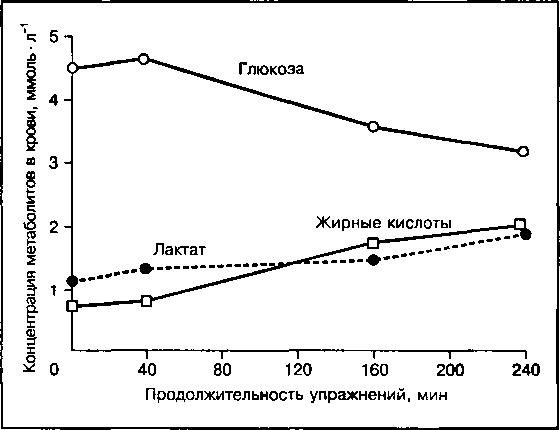 Концентрация метаболитов в крови, ммоль · л⁻¹
5
4
3
2
1
Глюкоза
Жирные кислоты
Лактат
0 40 80 120 160 200 240
Продолжительность упражнений, мин